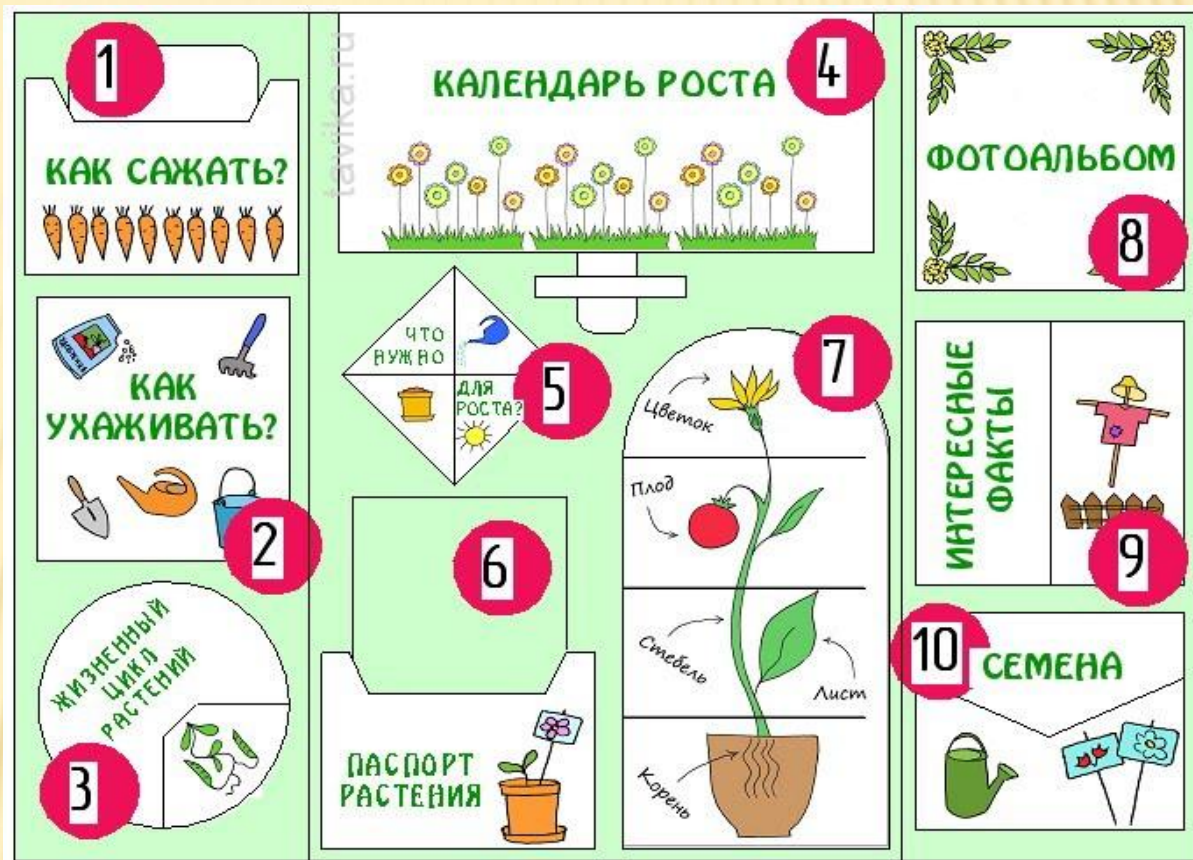 1
КАК САЖАТЬ?
УДОБРЕНИЯ
КАК
УХАЖИВАТЬ?
2
ЖИЗНЕННЫЙ
ЦИКЛ
РАСТЕНИЙ
3
tavika.ru
КАЛЕНДАРЬ РОСТА
4
ЧТО
НУЖНО
ДЛЯ
РОСТА?
5
6
ПАСПОРТ
РАСТЕНИЯ
7
Цветок
Плод
Стебель
Лист
Корень
ФОТОАЛЬБОМ
8
ИНТЕРЕСНЫЕ
ФАКТЫ
9
10
СЕМЕНА